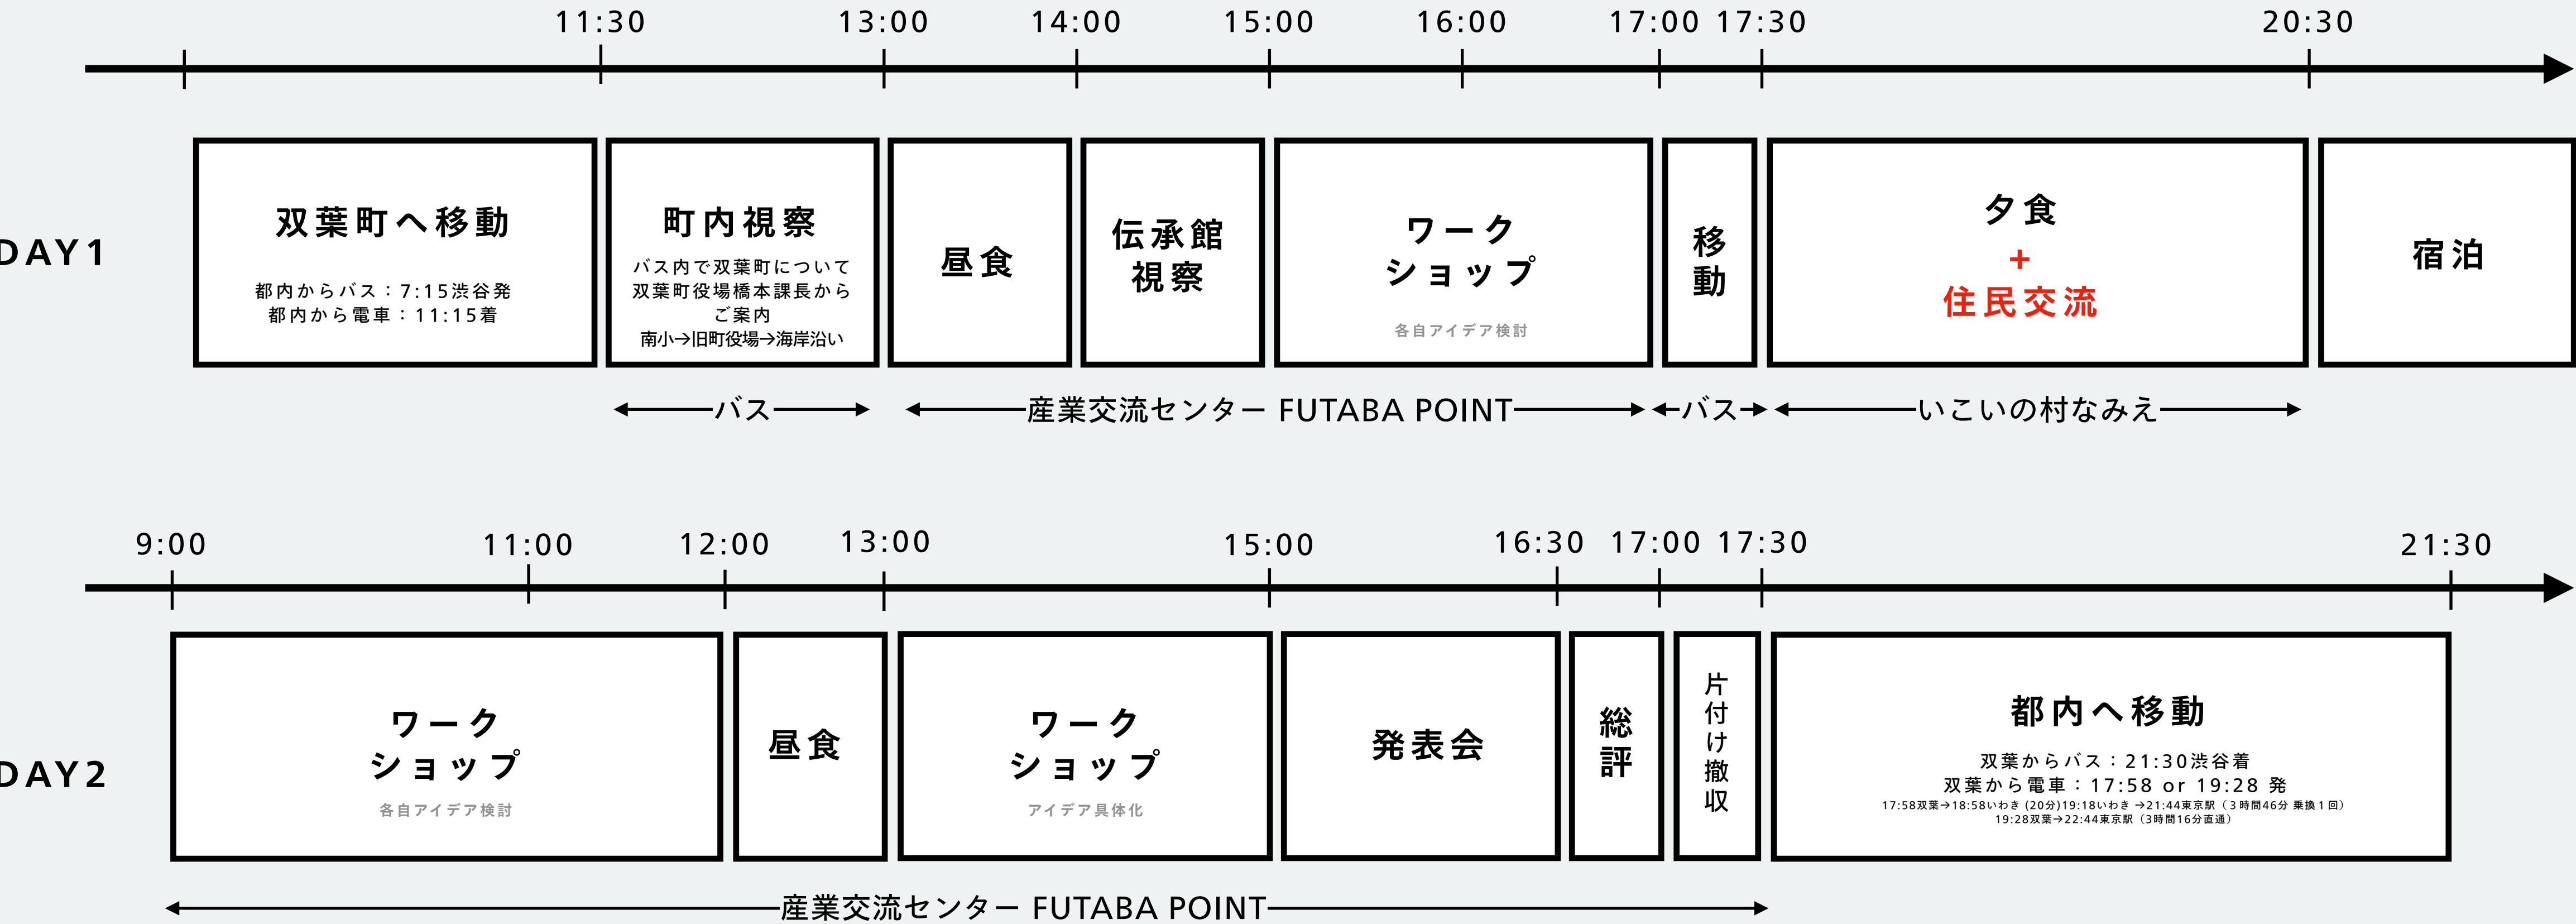 11:30 13:00 14:00 15:00 16:00 17:00 17:30 20:30
DAY1
双葉町へ移動
都内からバス：7:15渋谷発
都内から電車：11:15着
町内視察
バス内で双葉町について
双葉町役場橋本課長から
ご案内
南小→旧町役場→海岸沿い
昼食
伝承館
視察
ワーク
ショップ
各自アイデア検討
移動
夕食
+
住民交流
宿泊
バス
産業交流センター FUTABA POINT
バス
いこいの村なみえ
9:00 11:00 12:00 13:00 15:00 16:30 17:00 17:30 21:30
DAY2
ワーク
ショップ
各自アイデア検討
昼食
ワーク
ショップ
アイデア具体化
発表会
総評
片付け撤収
都内へ移動
双葉からバス：21:30渋谷着
双葉から電車：17:58 or 19:28 発
17:58双葉→18:58いわき (20分)19:18いわき →21:44東京駅（３時間46分 乗換１回）
19:28双葉→22:44東京駅（3時間16分直通）
産業交流センター FUTABA POINT